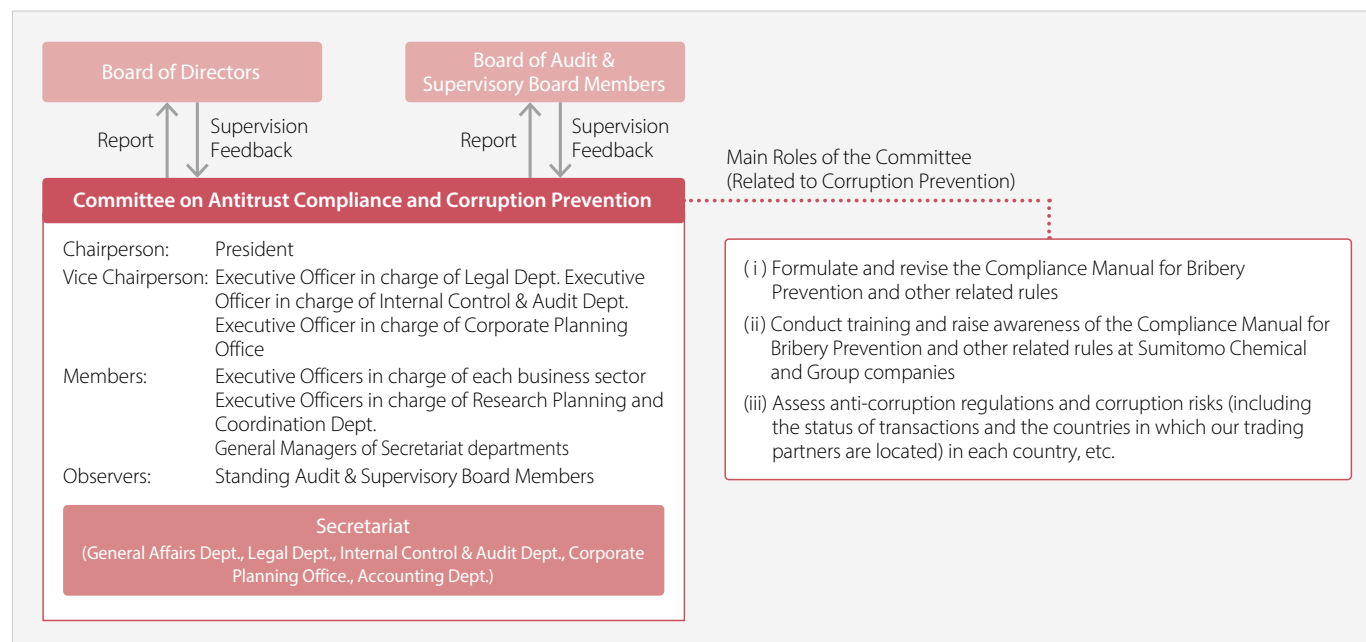 Board of Directors
Board of Audit &
Supervisory Board Members
Report
Supervision
Feedback
Report
Supervision
Feedback
Main Roles of the Committee
(Related to Corruption Prevention)
Committee on Antitrust Compliance and Corruption Prevention
Chairperson: President
Vice Chairperson: Executive Officer in charge of Legal Dept. Executive
Officer in charge of Internal Control & Audit Dept.
Executive Officer in charge of Corporate Planning
Office
Members: Executive Officers in charge of each business sector
Executive Officers in charge of Research Planning and
Coordination Dept.
General Managers of Secretariat departments
Observers: Standing Audit & Supervisory Board Members
Secretariat
(General Affairs Dept., Legal Dept., Internal Control & Audit Dept., Corporate
Planning Office., Accounting Dept.)
(i) Formulate and revise the Compliance Manual for Bribery
Prevention and other related rules
(ii) Conduct training and raise awareness of the Compliance Manual for
Bribery Prevention and other related rules at Sumitomo Chemical
and Group companies
(iii) Assess anti-corruption regulations and corruption risks (including
the status of transactions and the countries in which our trading
partners are located) in each country, etc.